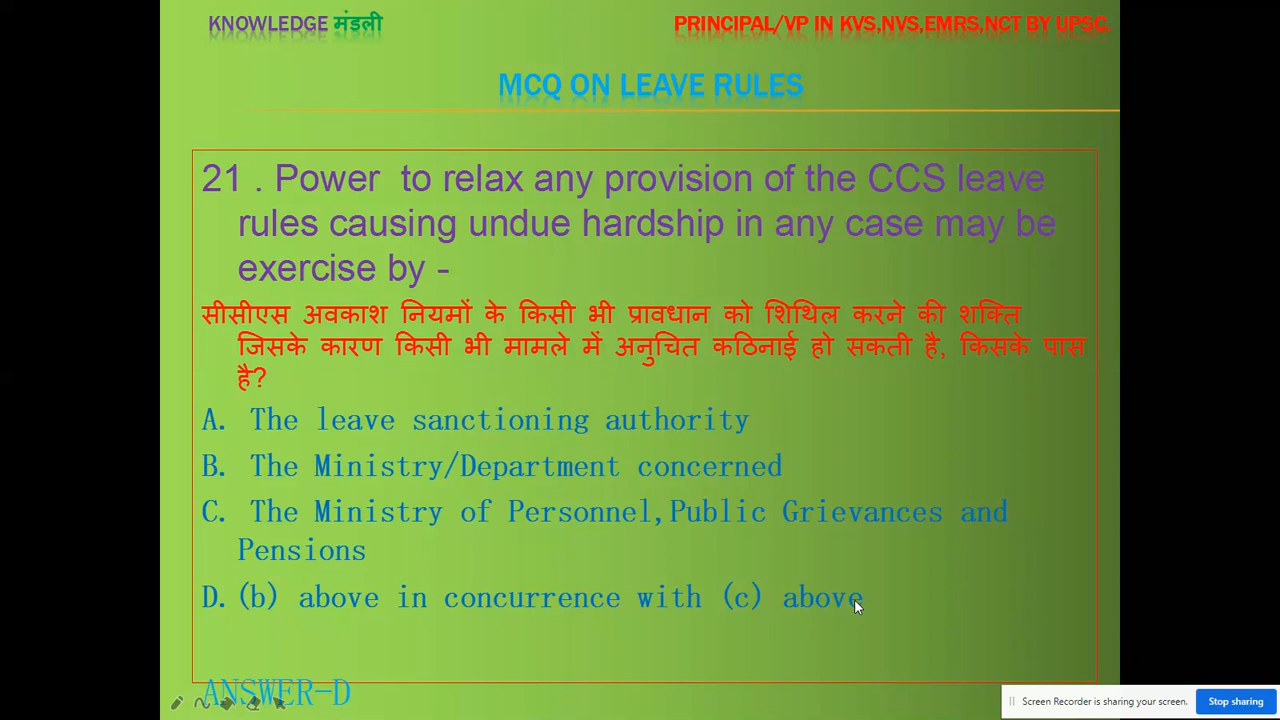 KNOWLEDGE मंडली
PRINCIPAL/VP IN KVS,NVS,EMRS,NCT BY UPSC.
MCQ ON LEAVE RULES
21 . Power to relax any provision of the CCS leave
rules causing undue hardship in any case may be
exercise by -
सीसीएस अवकाश नियमों के किसी भी प्रावधान को शिथिल करने की शक्ति
जिसके कारण किसी भी मामले में अनुचित कठिनाई हो सकती है, किसके पास
है?
A. The leave sanctioning authority
B. The Ministry/Department concerned
C. The Ministry of Personnel,Public Grievances and
Pensions
D.(b) above in concurrence with (c) above
ANSWER-D
Screen Recorder is sharing your screen.
Stop sharing